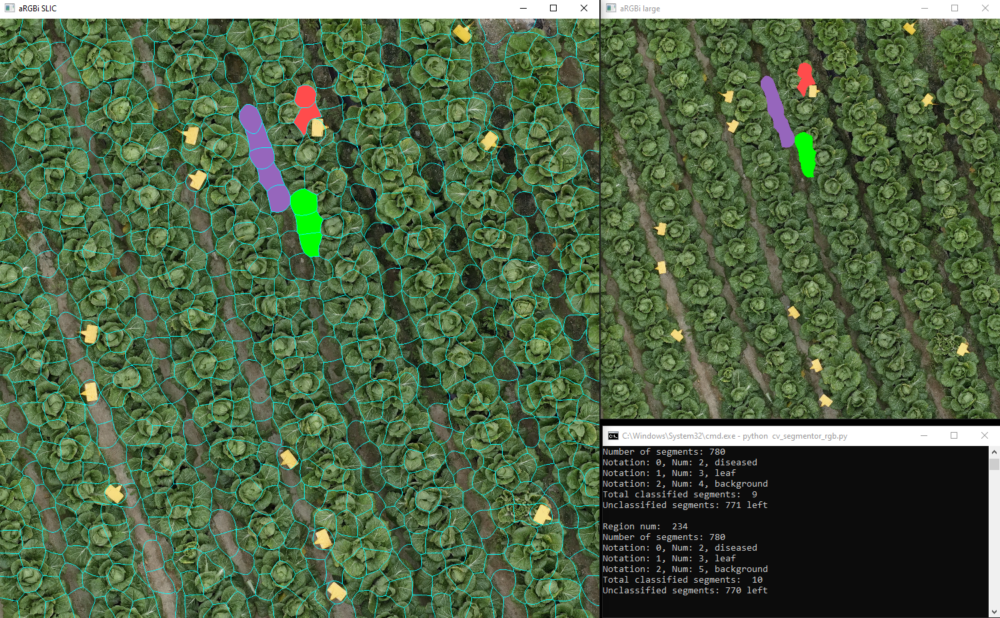 aRGBi SLIC
aRGBi large
C:\Windows\System32\cmd.exe - python  cv_segmentor_rgb.py
Number of segments: 780
Notation: 0, Num: 2, diseased
Notation: 1, Num: 3, leaf
Notation: 2, Num: 4, background
Total classified segments:  9
Unclassified segments: 771 left
Region num:  234
Number of segments: 780
Notation: 0, Num: 2, diseased
Notation: 1, Num: 3, leaf
Notation: 2, Num: 5, background
Total classified segments:  10
Unclassified segments: 770 left